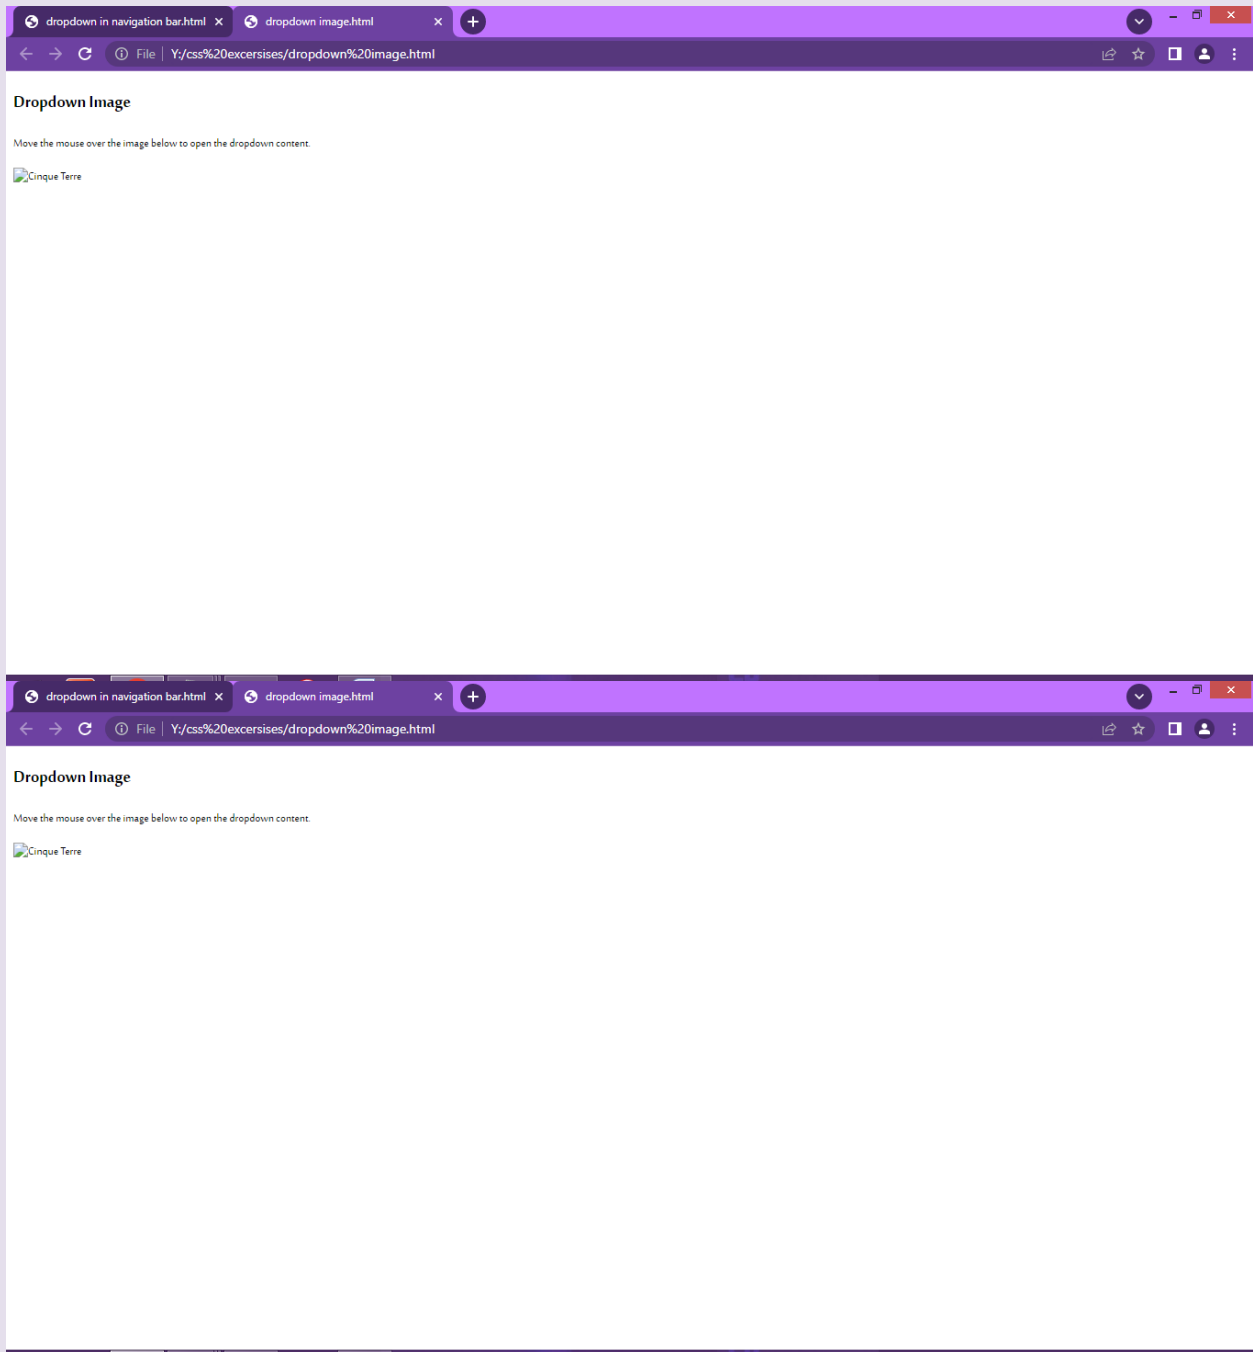 dropdown in navigation bar.html dropdown image.html
File Y:/css%20excersises/dropdown%20image.html
Dropdown Image
Move the mouse over the image below to open the dropdown content.
Cinque Terre
dropdown in navigation bar.html dropdown image.html
File Y:/css%20excersises/dropdown%20image.html
Dropdown Image
Move the mouse over the image below to open the dropdown content.
Cinque Terre